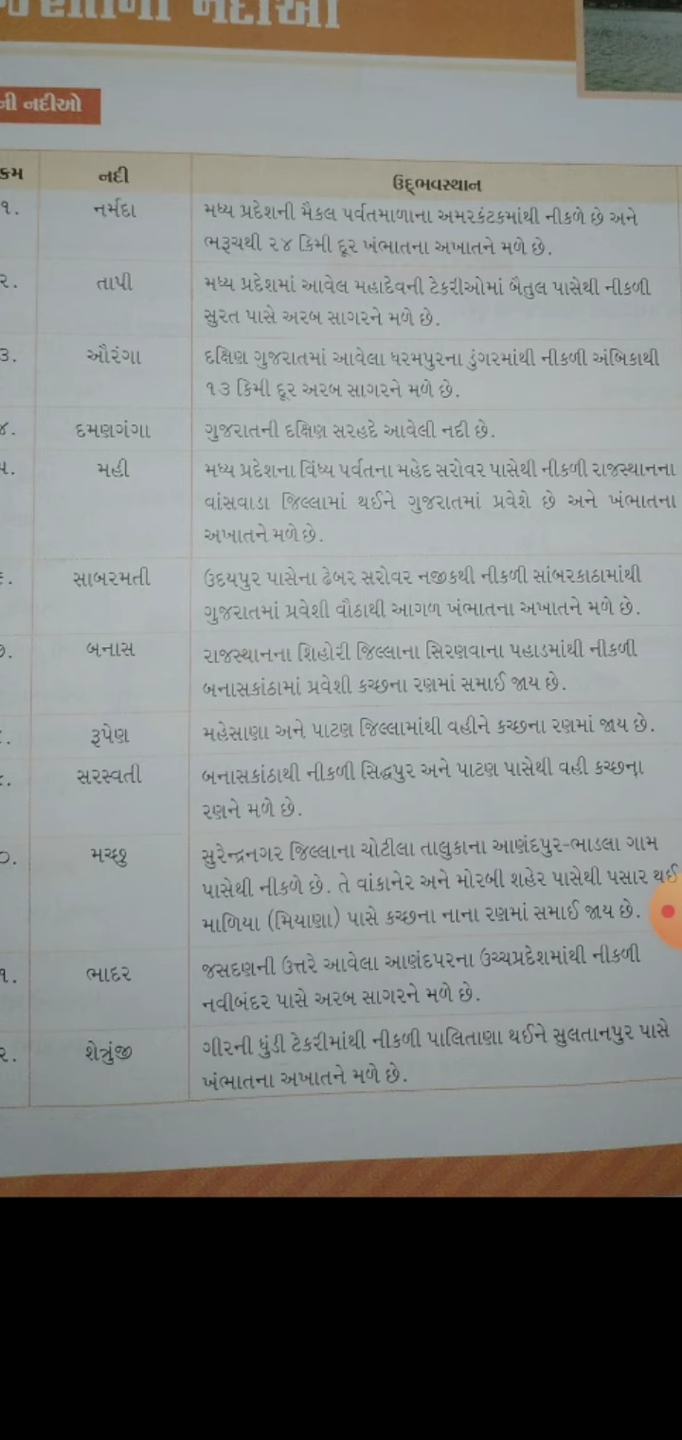 નદીઓ
ની નદીઓ
ક્રમ નદી ઉદ્ભવસ્થાન
૧. નર્મદા મધ્ય પ્રદેશની મૈકલ પર્વતમાળાના અમરકંટકમાંથી નીકળે છે અને
ભરૂચથી ૨૪ કિમી દૂર ખંભાતના અખાતને મળે છે.
૨. તાપી મધ્ય પ્રદેશમાં આવેલ મહાદેવની ટેકરીઓમાં બૈતુલ પાસેથી નીકળી
સુરત પાસે અરબ સાગરને મળે છે.
૩. ઔરંગા દક્ષિણ ગુજરાતમાં આવેલા ધરમપુરના ડુંગરમાંથી નીકળી અંબિકાથી
૧૩ કિમી દૂર અરબ સાગરને મળે છે.
૪. દમણગંગા ગુજરાતની દક્ષિણ સરહદે આવેલી નદી છે.
૫. મહી મધ્ય પ્રદેશના વિંધ્ય પર્વતના મહેદ સરોવર પાસેથી નીકળી રાજસ્થાનના
વાંસવાડા જિલ્લામાં થઈને ગુજરાતમાં પ્રવેશે છે અને ખંભાતના
અખાતને મળે છે.
સાબરમતી ઉદયપુર પાસેના ઢેબર સરોવર નજીકથી નીકળી સાંબરકાઠામાંથી
ગુજરાતમાં પ્રવેશી વૌઠાથી આગળ ખંભાતના અખાતને મળે છે.
૭. બનાસ રાજસ્થાનના શિહોરી જિલ્લાના સિરણવાના પહાડમાંથી નીકળી
બનાસકાંઠામાં પ્રવેશી કચ્છના રણમાં સમાઈ જાય છે.
રૂપેણ મહેસાણા અને પાટણ જિલ્લામાંથી વહીને કચ્છના રણમાં જાય છે.
સરસ્વતી બનાસકાંઠાથી નીકળી સિદ્ધપુર અને પાટણ પાસેથી વહી કચ્છના
રણને મળે છે.
૦. મચ્છુ સુરેન્દ્રનગર જિલ્લાના ચોટીલા તાલુકાના આણંદપુર-ભાડલા ગામ
પાસેથી નીકળે છે. તે વાંકાનેર અને મોરબી શહેર પાસેથી પસાર થઈ
માળિયા (મિયાણા) પાસે કચ્છના નાના રણમાં સમાઈ જાય છે.
૧. ભાદર જસદણની ઉત્તરે આવેલા આણંદપરના ઉચ્ચપ્રદેશમાંથી નીકળી
નવીબંદર પાસે અરબ સાગરને મળે છે.
૨. શેત્રુંજી ગીરની ધુંડી ટેકરીમાંથી નીકળી પાલિતાણા થઈને સુલતાનપુર પાસે
ખંભાતના અખાતને મળે છે.